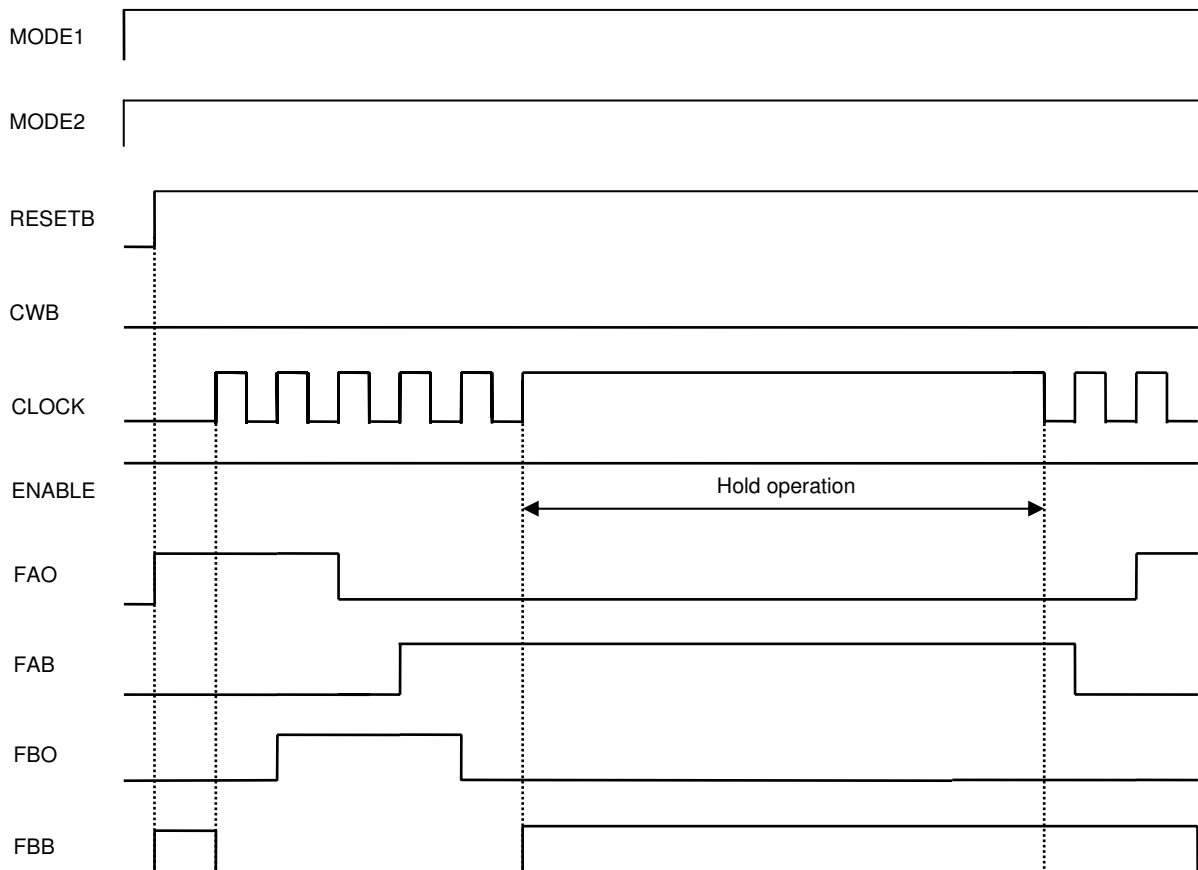 MODE1
MODE2
RESETB
CWB
CLOCK
ENABLE
Hold operation
FAO
FAB
FBO
FBB